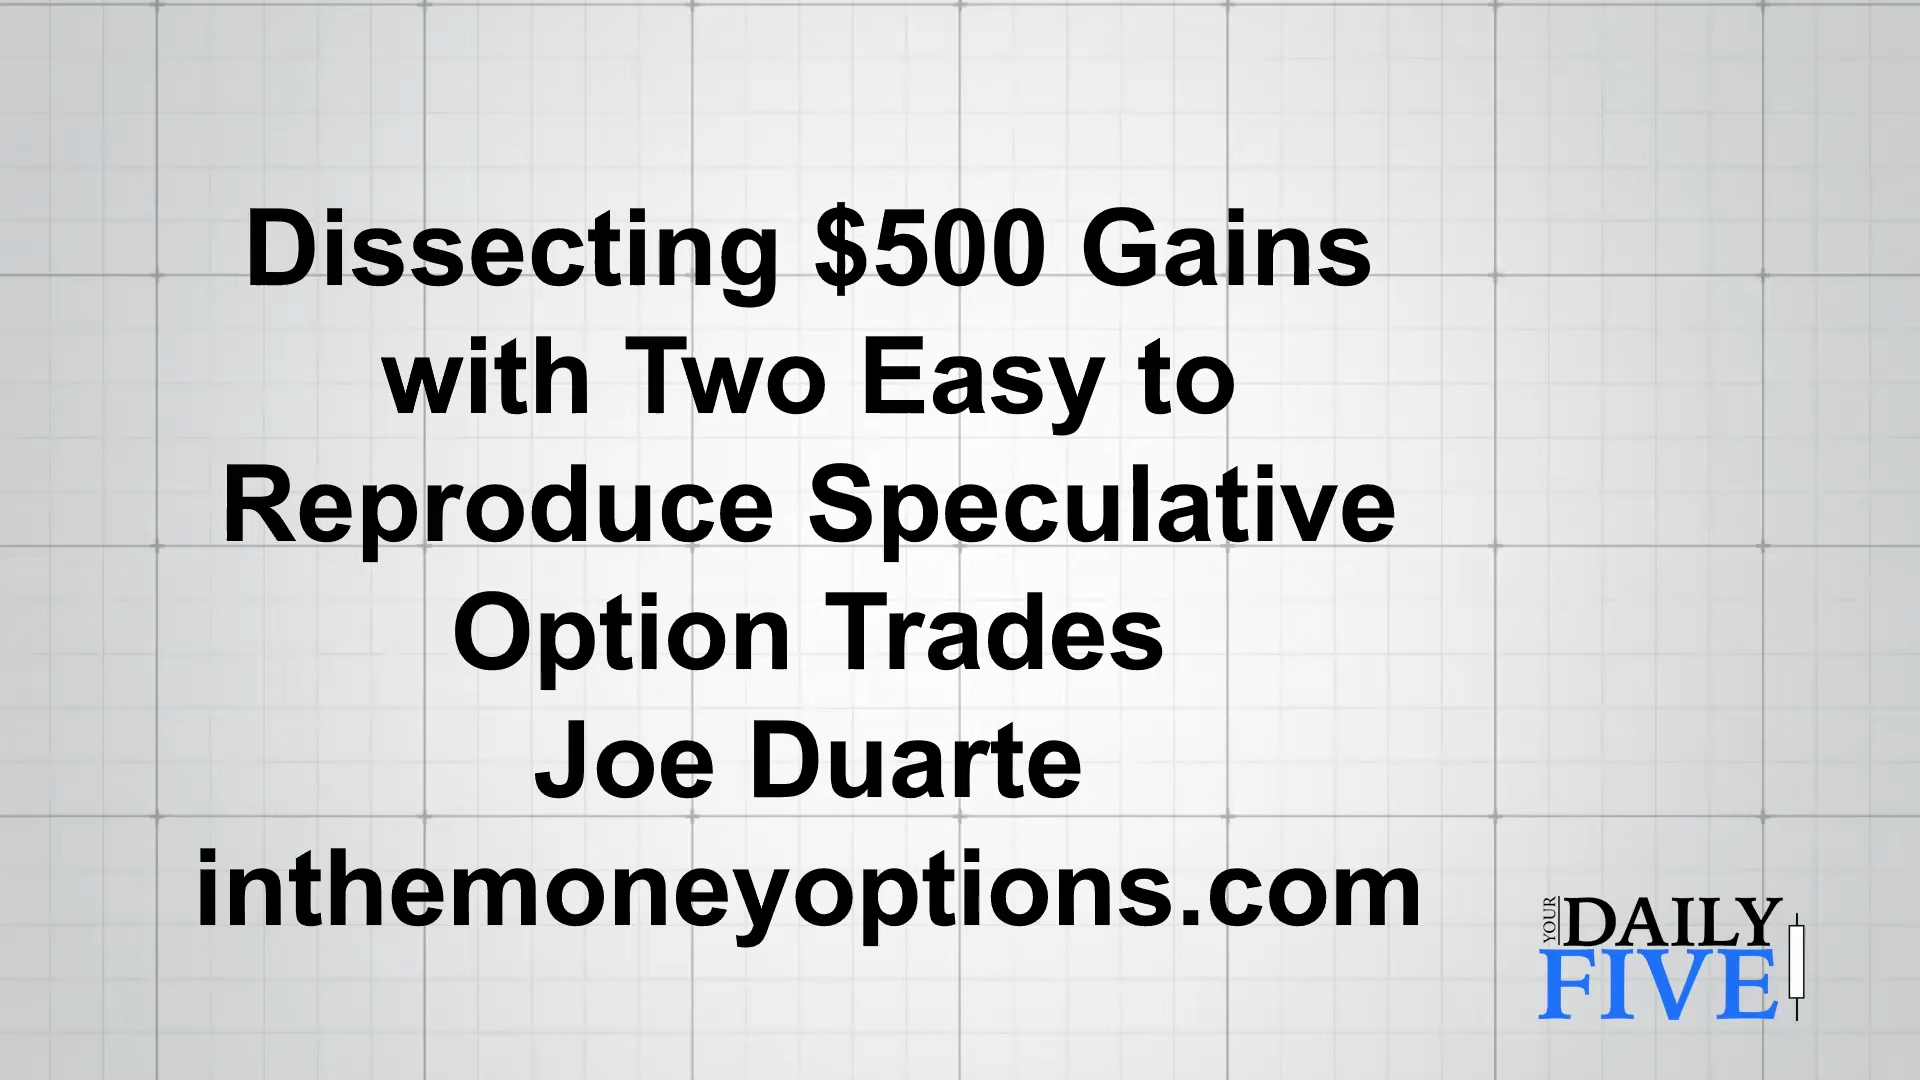 Dissecting $500 Gains
with Two Easy to
Reproduce Speculative
Option Trades
Joe Duarte
inthemoneyoptions.com
YOUR
DAILY
FIVE